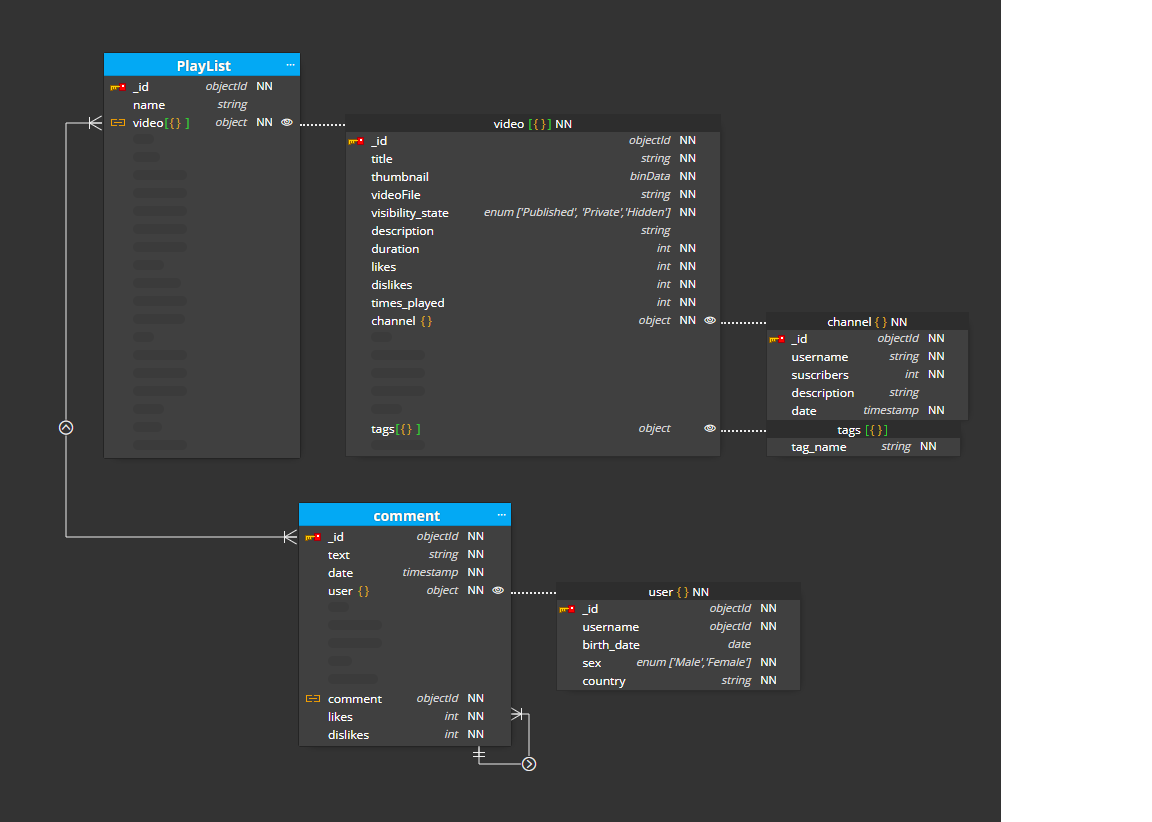 PlayList ...
_id objectId NN
name string
video[{} ] object NN
video [{}] NN
_id objectId NN
title string NN
thumbnail binData NN
videoFile string NN
visibility_state enum ['Published', 'Private','Hidden'] NN
description string
duration int NN
likes int NN
dislikes int NN
times_played int NN
channel {} object NN
tags[{} ] object
channel {} NN
_id objectId NN
username string NN
suscribers int NN
description string
date timestamp NN
tags [{}]
tag_name string NN
comment ...
_id objectId NN
text string NN
date timestamp NN
user {} object NN
comment objectId NN
likes int NN
dislikes int NN
user {} NN
_id objectId NN
username objectId NN
birth_date date
sex enum ['Male','Female'] NN
country string NN